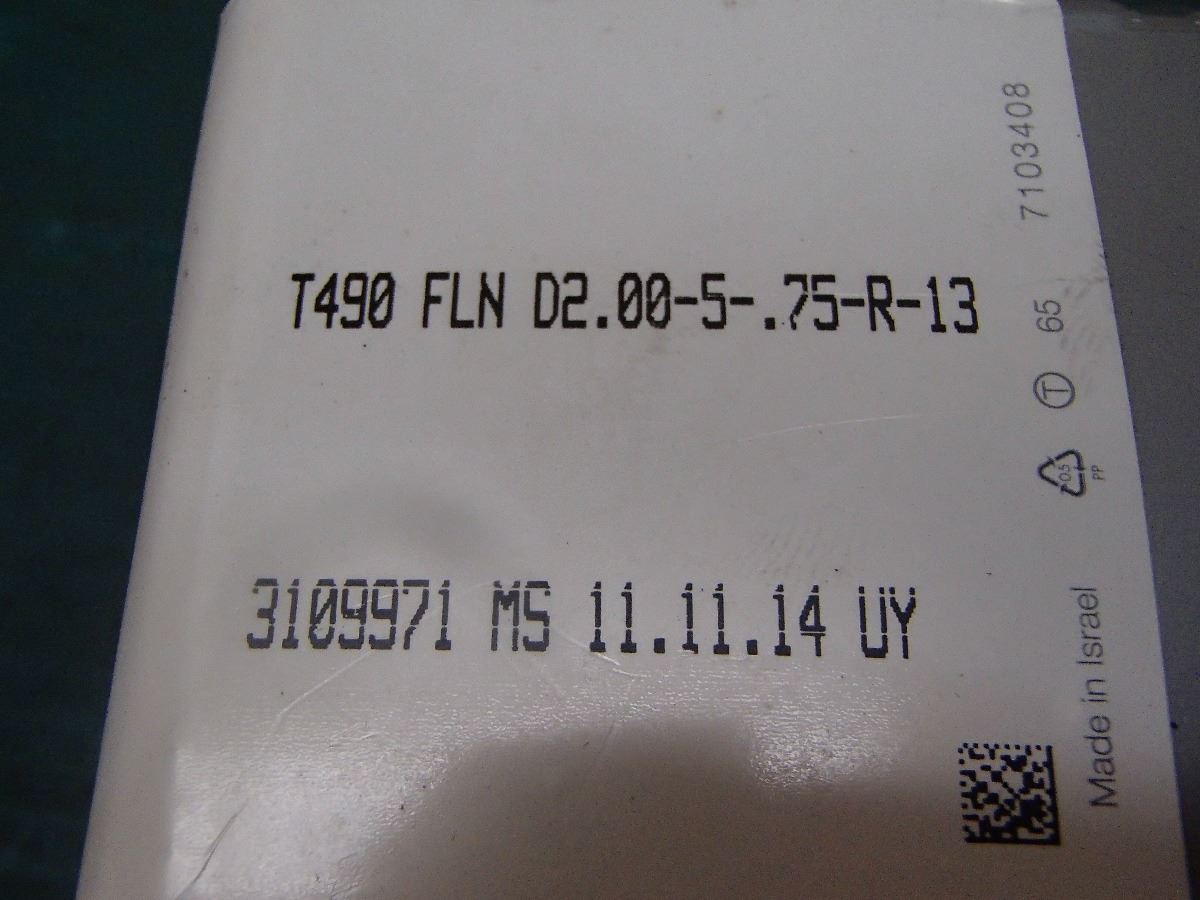 T490 FLN D2.00-5-.75-R-13
3109971 MS 11.11.14 UY
7103408
65
T
05
PP
Made in Israel